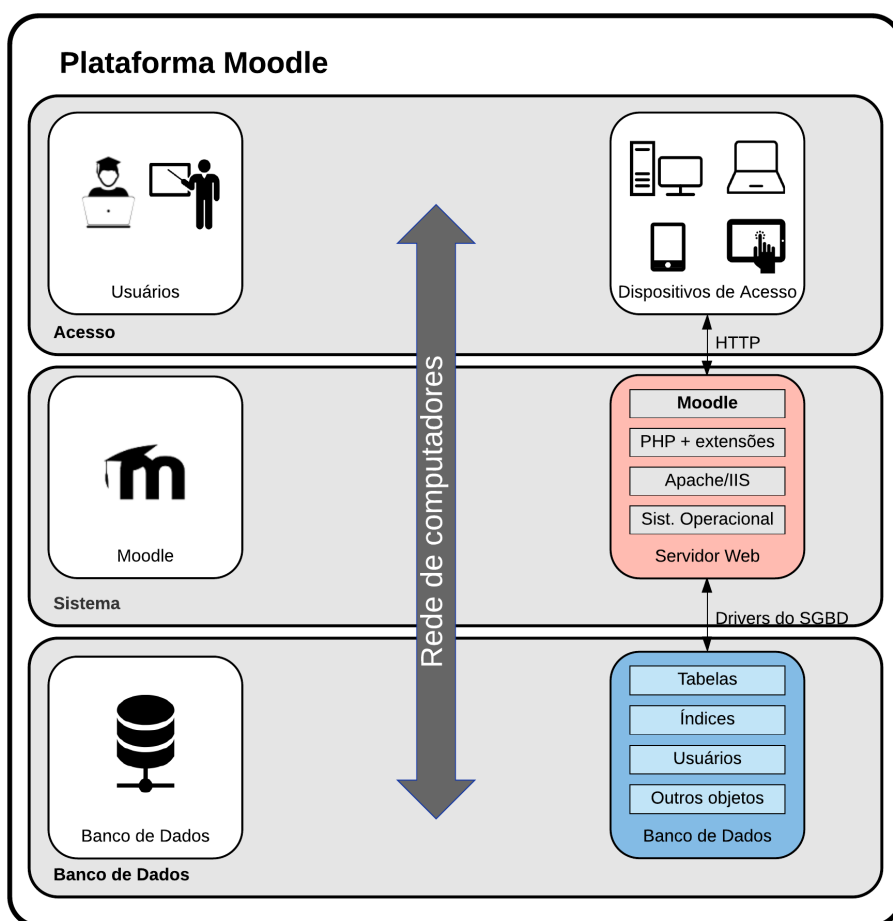 Plataforma Moodle
Usuários
Dispositivos de Acesso
Acesso
HTTP
Rede de computadores
Moodle
Sistema
Moodle
PHP + extensões
Apache/IIS
Sist. Operacional
Servidor Web
Drivers do SGBD
Banco de Dados
Banco de Dados
Tabelas
Índices
Usuários
Outros objetos
Banco de Dados